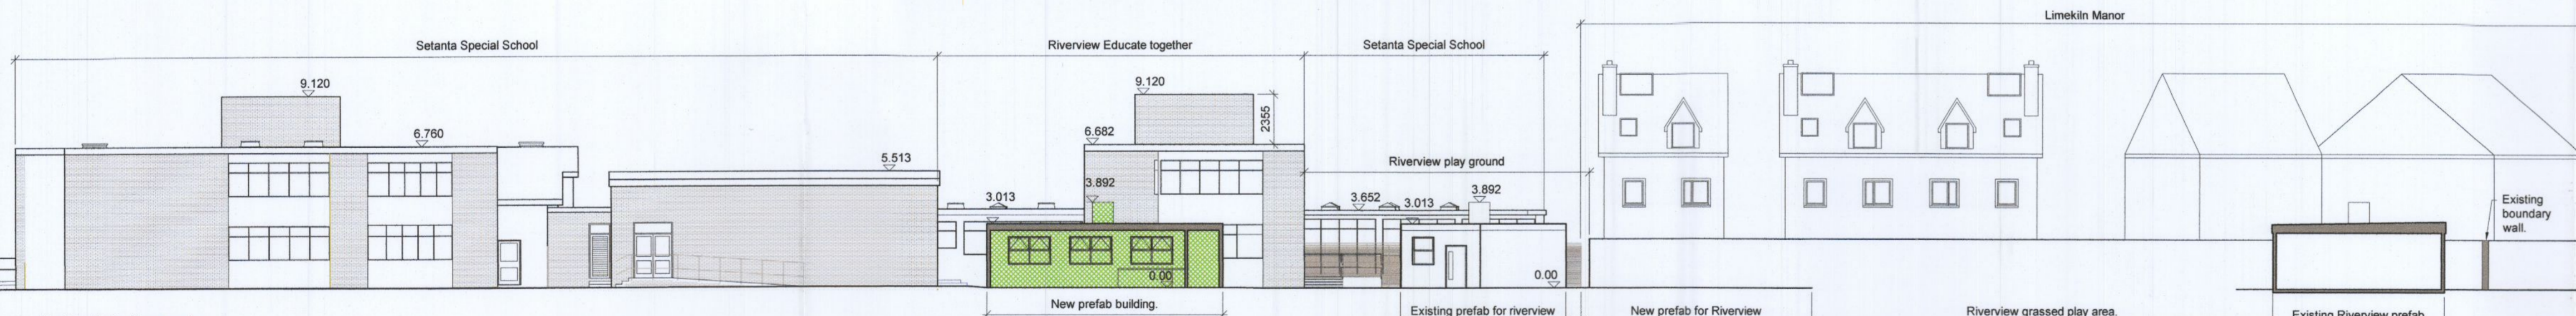 Limekiln Manor
Setanta Special School
Riverview Educate together
Setanta Special School
9.120
9.120
2355
6.760
6.682
5.513
Riverview play ground
3.892
3.013
3.652
3.892
3.013
Existing
boundary
wall.
0.00
0.00
New prefab building.
Existing prefab for riverview
New prefab for Riverview
Riverview grassed play area.
Existing Riverview prefab